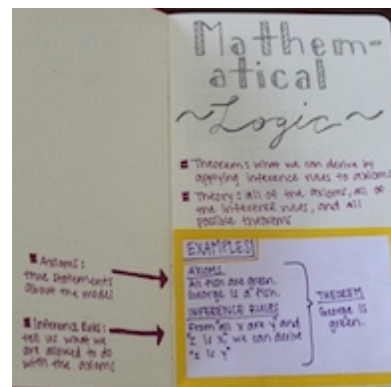 Mathem-
atical
~Logic~
Theorems: what we can derive by
applying inference rules to axioms
Theory: all of the axioms, all of
the inference rules, and all
possible theorems
Axioms:
true statements
about the model
Inference Rules:
tell us what we
are allowed to do
with the axioms
EXAMPLES
AXIOMS
All fish are green.
George is a fish.
INFERENCE RULES
From "all x are y" and
"z is x", we can derive
"z is y"
THEOREM
George is
green.